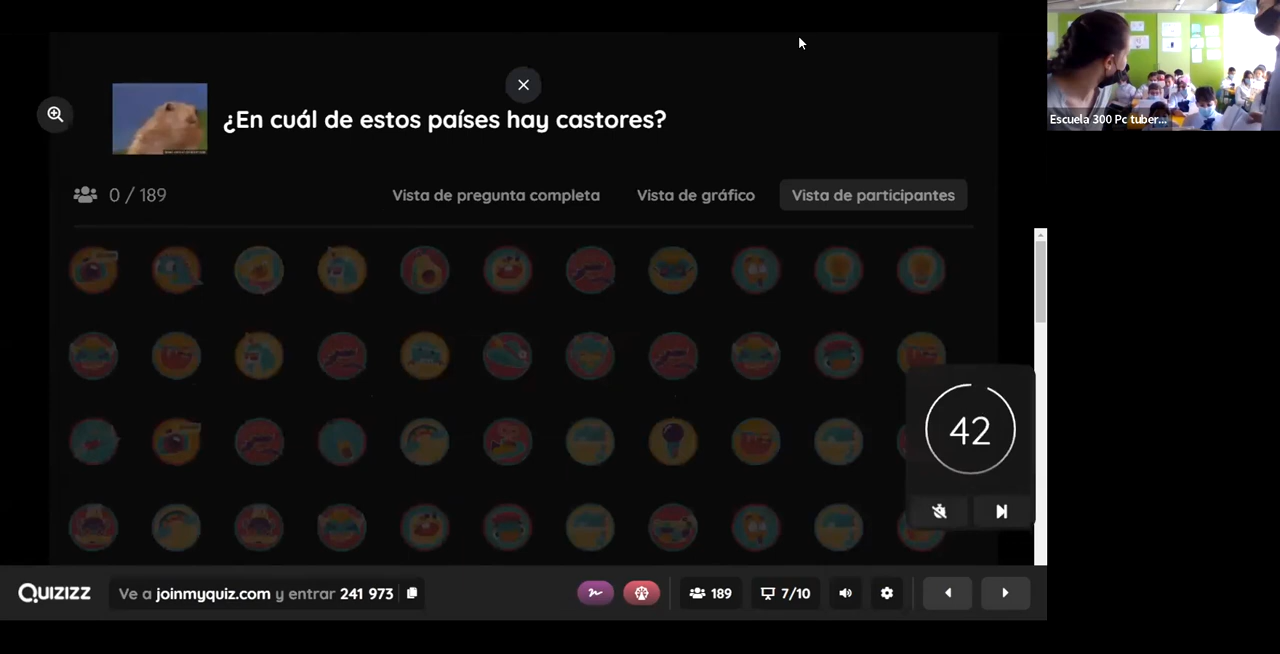 Escuela 300 Pc tuber...
¿En cuál de estos países hay castores?
0 / 189
Vista de pregunta completa
Vista de gráfico
Vista de participantes
42
QUIZIZZ
Ve a joinmyquiz.com y entrar 241 973
189
7/10